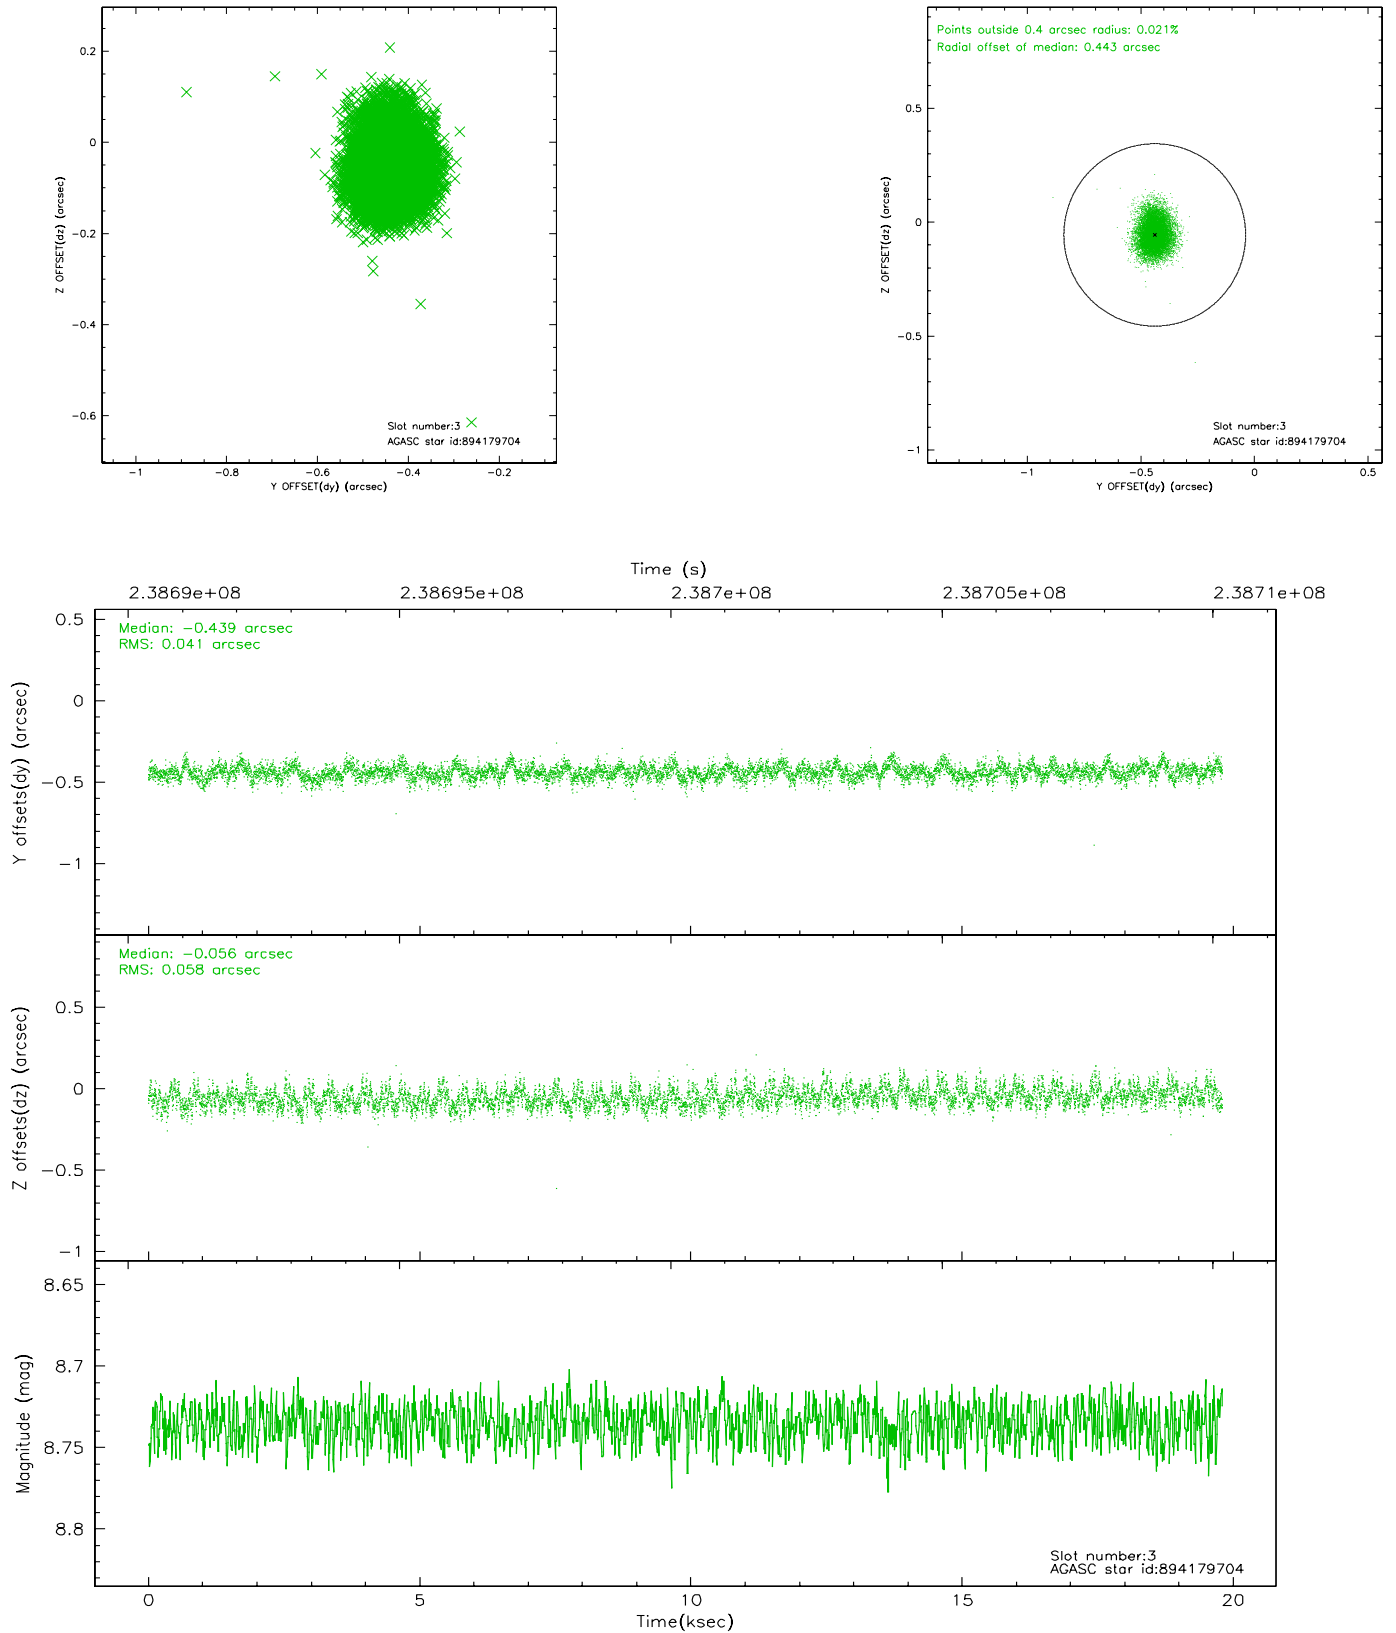 0.2
0
-0.2
-0.4
-0.6
Z OFFSET(dz) (arcsec)
Slot number:3
AGASC star id:894179704
-1
-0.8
-0.6
-0.4
-0.2
Y OFFSET(dy) (arcsec)
Points outside 0.4 arcsec radius: 0.021%
Radial offset of median: 0.443 arcsec
0.5
0
-0.5
-1
Z OFFSET(dz) (arcsec)
Slot number:3
AGASC star id:894179704
-1
-0.5
0
0.5
Y OFFSET(dy) (arcsec)
Time (s)
2.3869e+08
2.38695e+08
2.387e+08
2.38705e+08
2.3871e+08
Median: -0.439 arcsec
RMS: 0.041 arcsec
0.5
0
-0.5
-1
Y offsets(dy) (arcsec)
Median: -0.056 arcsec
RMS: 0.058 arcsec
0.5
0
-0.5
-1
Z offsets(dz) (arcsec)
8.65
8.7
8.75
8.8
Magnitude (mag)
Slot number:3
AGASC star id:894179704
0
5
10
15
20
Time(ksec)